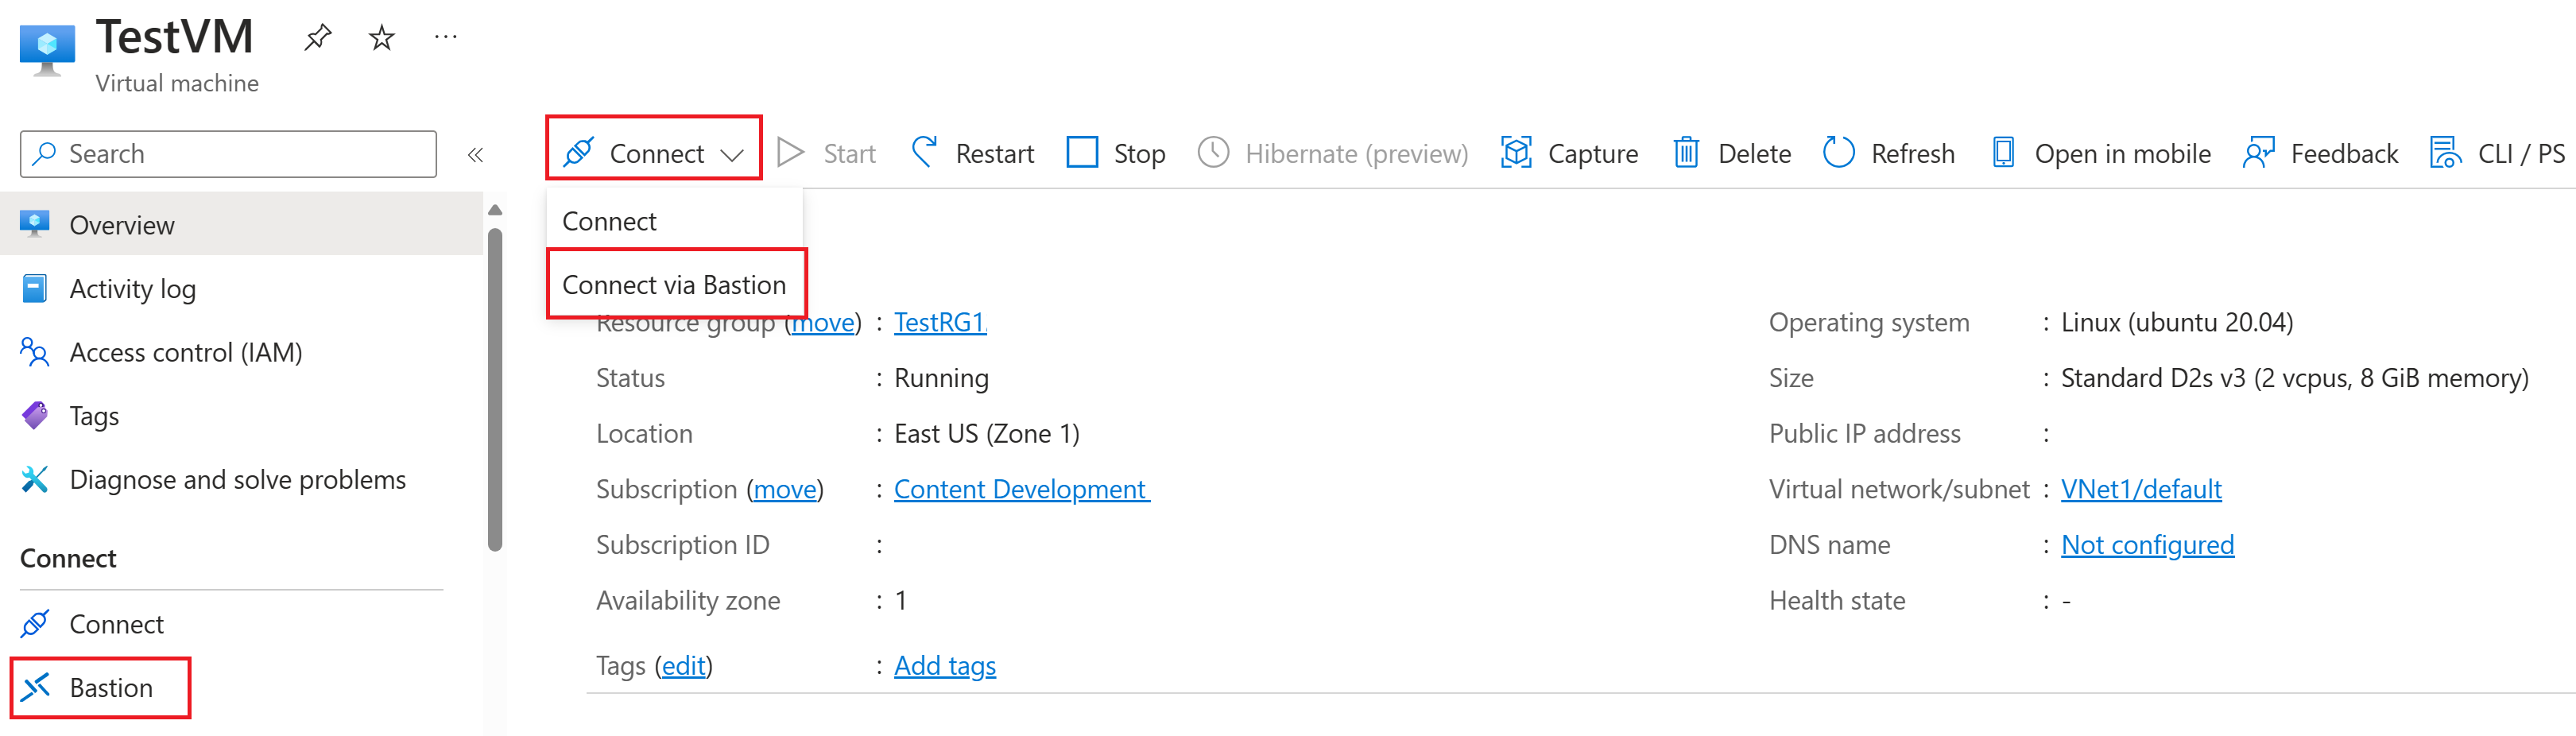 TestVM
Virtual machine
Search
«
Connect
Start
Restart
Stop
Hibernate (preview)
Capture
Delete
Refresh
Open in mobile
Feedback
CLI / PS
Connect
Connect via Bastion
Overview
Activity log
Access control (IAM)
Tags
Diagnose and solve problems
Connect
Connect
Bastion
Resource group (move) : TestRG1
Status : Running
Location : East US (Zone 1)
Subscription (move) : Content Development
Subscription ID :
Availability zone : 1
Tags (edit) : Add tags
Operating system : Linux (ubuntu 20.04)
Size : Standard D2s v3 (2 vcpus, 8 GiB memory)
Public IP address :
Virtual network/subnet : VNet1/default
DNS name : Not configured
Health state : -